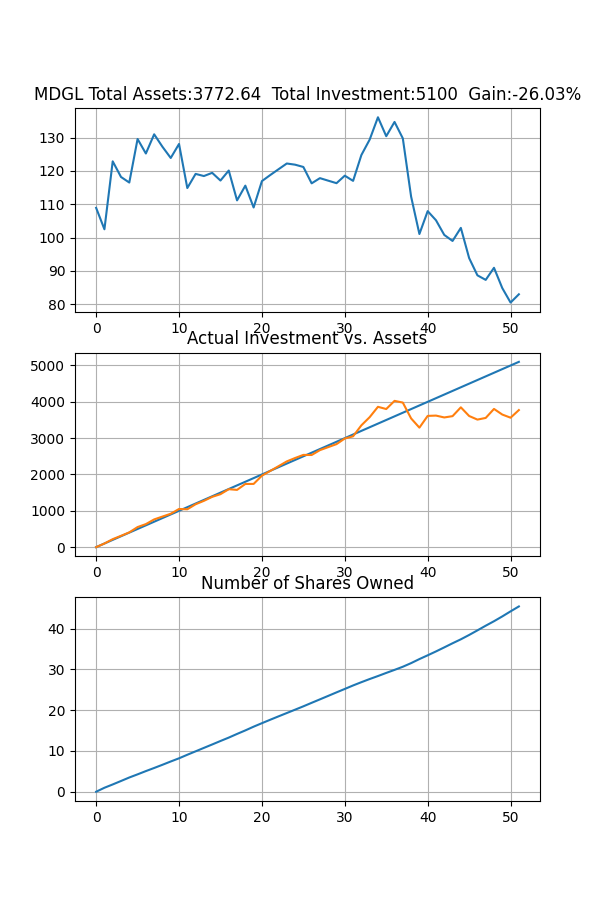 MDGL Total Assets:3772.64  Total Investment:5100  Gain:-26.03%
130
120
110
100
90
80
0 10 20 30 40 50
Actual Investment vs. Assets
5000
4000
3000
2000
1000
0
0 10 20 30 40 50
Number of Shares Owned
40
30
20
10
0
0 10 20 30 40 50